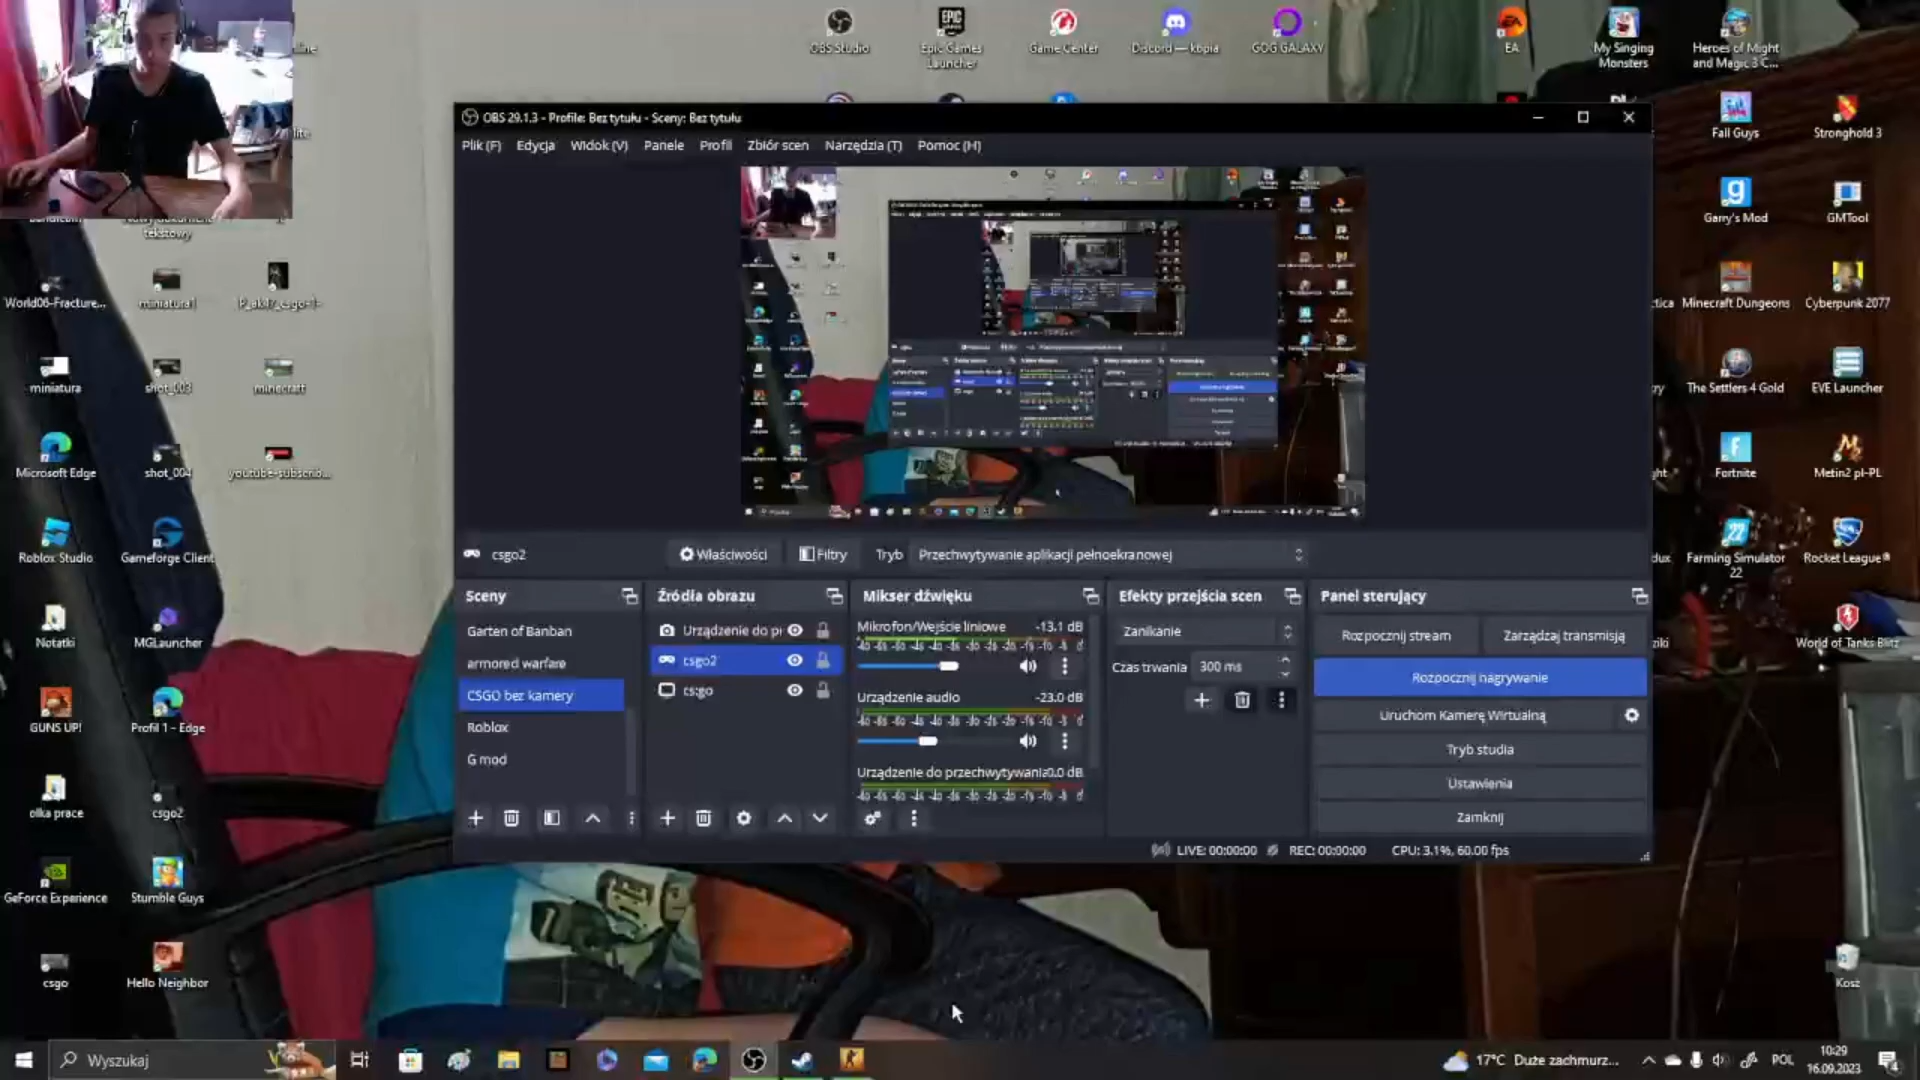 OBS Studio
Epic Games
Launcher
Game Center
Discord — kopia
GOG GALAXY
EA
My Singing
Monsters
Heroes of Might
and Magic 3 C...
Fall Guys
Stronghold 3
Garry's Mod
GMTool
tekstowy
World06-Fracture...
miniatura1
Minecraft Dungeons
Cyberpunk 2077
miniatura
shot_003
minecraft
The Settlers 4 Gold
EVE Launcher
Microsoft Edge
shot_004
youtube-subscrib...
Fortnite
Metin2 pl-PL
Roblox Studio
Gameforge Client
Farming Simulator
22
Rocket League®
Notatki
MGLauncher
World of Tanks Blitz
GUNS UP!
Profil 1 - Edge
olka prace
csgo2
GeForce Experience
Stumble Guys
csgo
Hello Neighbor
Kosz
OBS 29.1.3 - Profile: Bez tytułu - Sceny: Bez tytułu
Plik (F)
Edycja
Widok (V)
Panele
Profil
Zbiór scen
Narzędzia (T)
Pomoc (H)
csgo2
Właściwości
Filtry
Tryb
Przechwytywanie aplikacji pełnoekranowej
Sceny
Garten of Banban
armored warfare
CSGO bez kamery
Roblox
G mod
Źródła obrazu
Urządzenie do pr
csgo2
cs:go
Mikser dźwięku
Mikrofon/Wejście liniowe
-13.1 dB
Urządzenie audio
-23.0 dB
Urządzenie do przechwytywania
0.0 dB
Efekty przejścia scen
Zanikanie
Czas trwania
300 ms
Panel sterujący
Rozpocznij stream
Zarządzaj transmisją
Rozpocznij nagrywanie
Uruchom Kamerę Wirtualną
Tryb studia
Ustawienia
Zamknij
LIVE: 00:00:00
REC: 00:00:00
CPU: 3.1%, 60.00 fps
Wyszukaj
17°C Duże zachmurz...
POL
10:29
16.09.2023